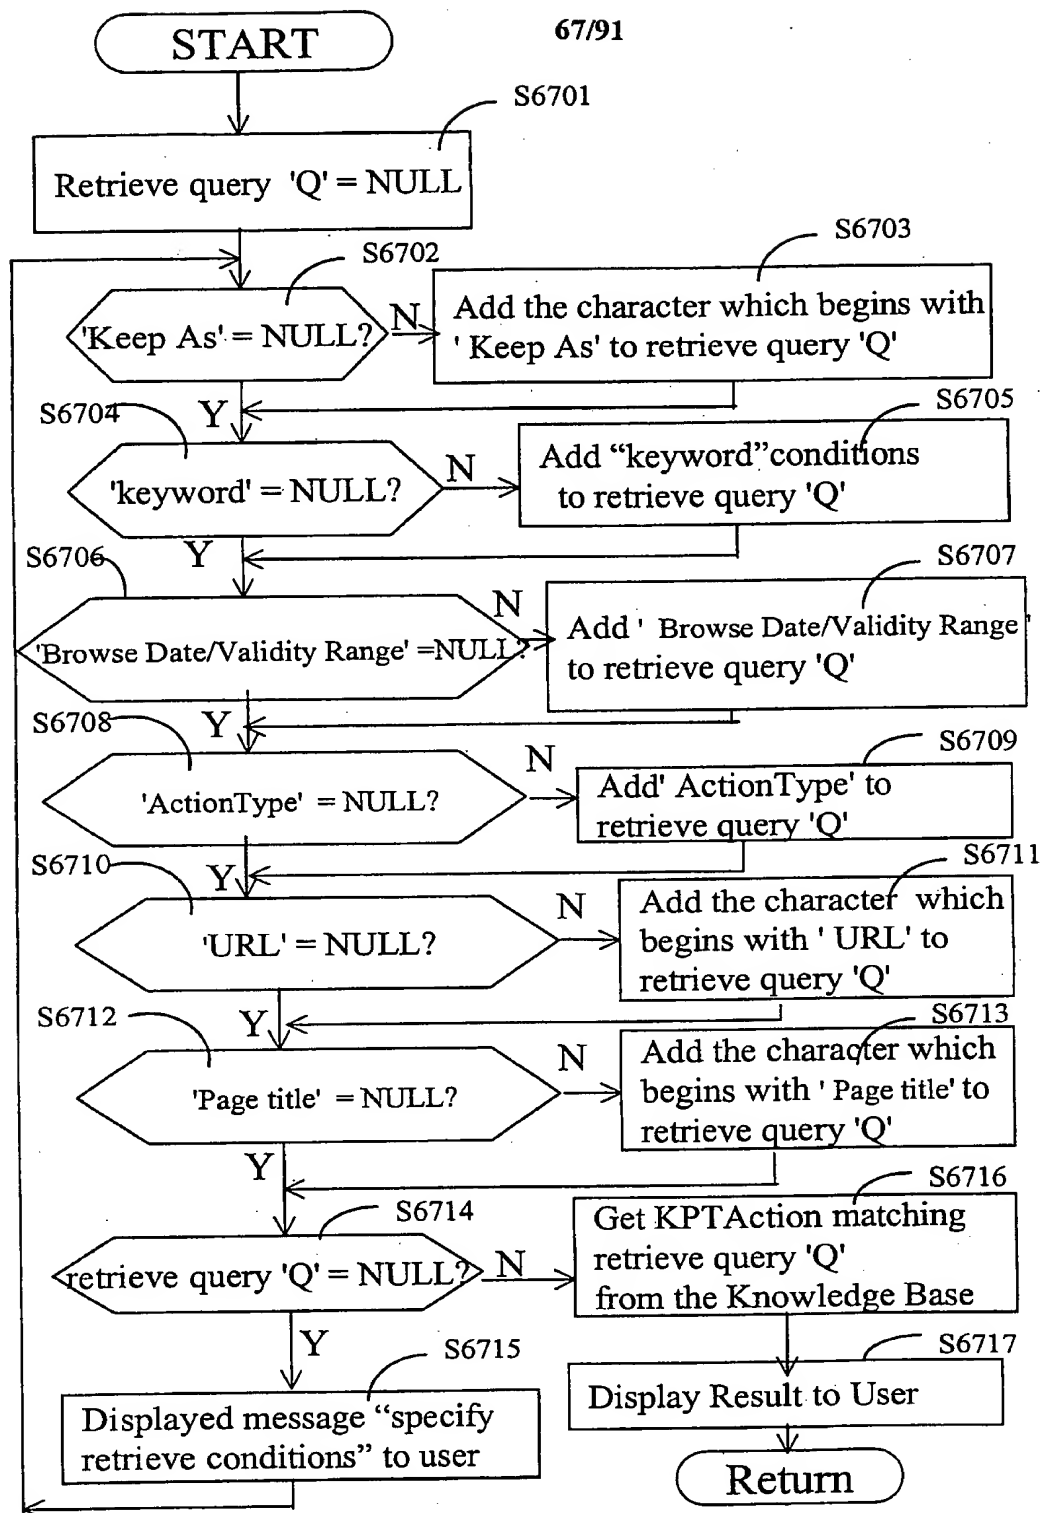 67/91
START
S6701
Retrieve query 'Q' = NULL
S6702
'Keep As' = NULL?
N
S6703
Add the character which begins with
' Keep As' to retrieve query 'Q'
Y
S6704
'keyword' = NULL?
N
S6705
Add “keyword”conditions
to retrieve query 'Q'
Y
S6706
'Browse Date/Validity Range' =NULL?
N
S6707
Add ' Browse Date/Validity Range '
to retrieve query 'Q'
Y
S6708
'ActionType' = NULL?
N
S6709
Add' ActionType' to
retrieve query 'Q'
Y
S6710
'URL' = NULL?
N
S6711
Add the character which
begins with ' URL' to
retrieve query 'Q'
Y
S6712
'Page title' = NULL?
N
S6713
Add the character which
begins with ' Page title' to
retrieve query 'Q'
Y
S6714
retrieve query 'Q' = NULL?
N
S6716
Get KPTAction matching
retrieve query 'Q'
from the Knowledge Base
Y
S6715
Displayed message “specify
retrieve conditions” to user
S6717
Display Result to User
Return